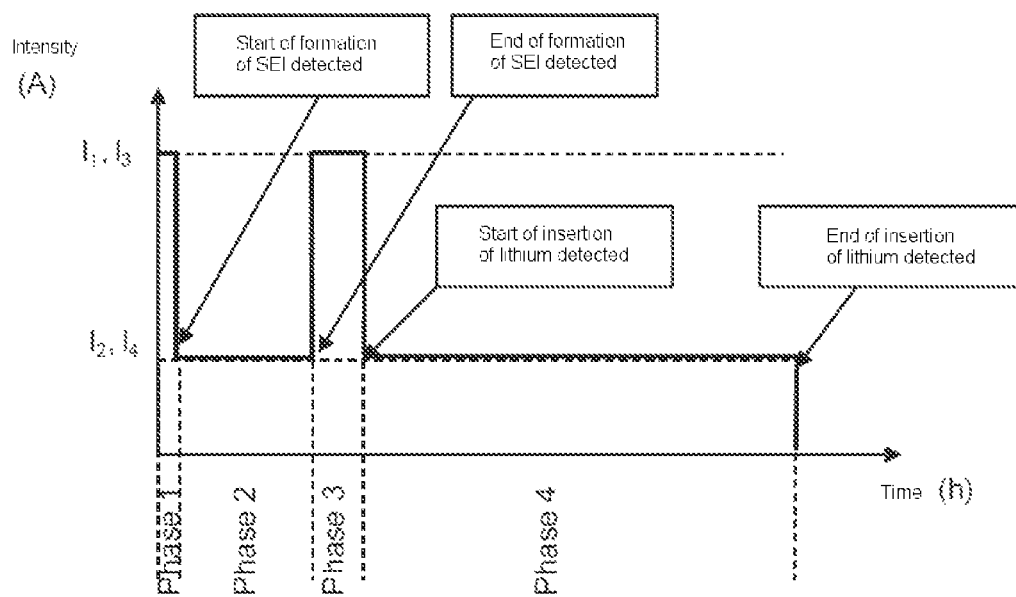 Intensity
(A)
Start of formation
of SEI detected
End of formation
of SEI detected
I₁, I₃
Start of insertion
of lithium detected
End of insertion
of lithium detected
I₂, I₄
Time (h)
Phase 1
Phase 2
Phase 3
Phase 4